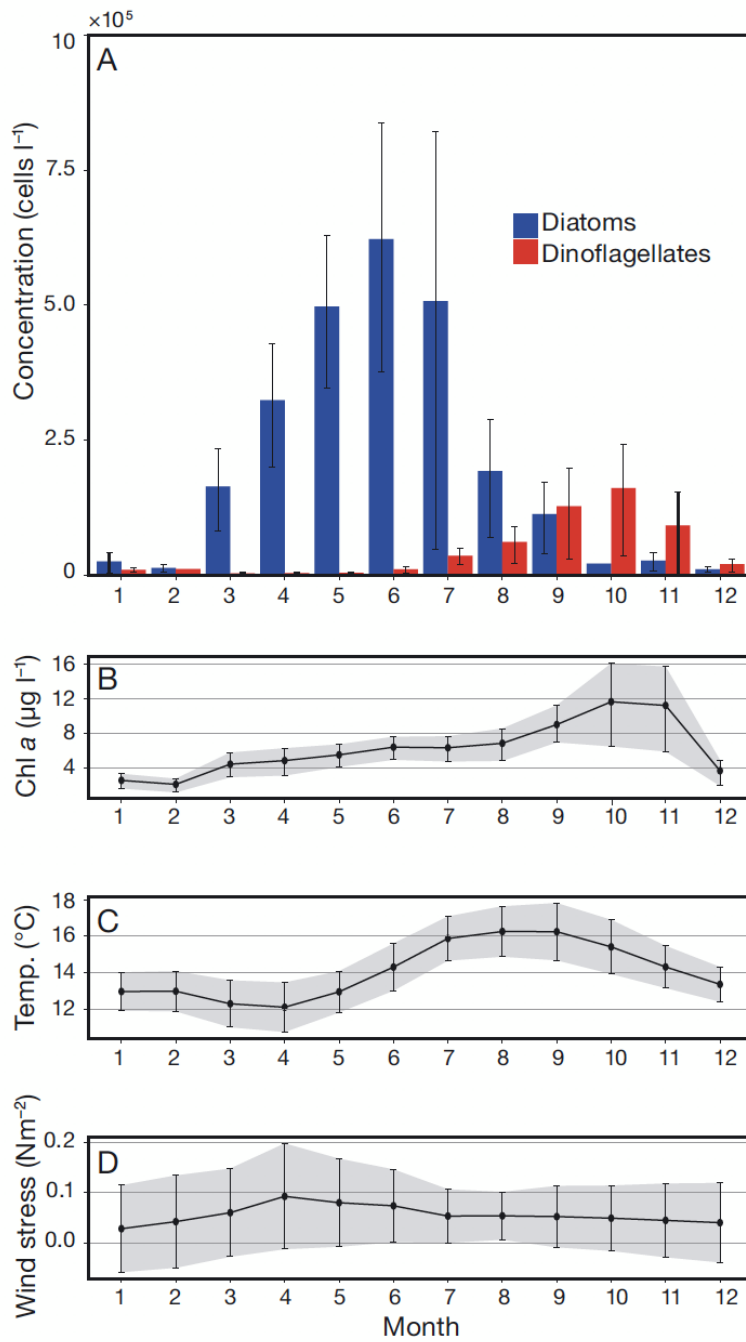 ×10⁵
A
10
7.5
5.0
2.5
0
Concentration (cells l⁻¹)
Diatoms
Dinoflagellates
1 2 3 4 5 6 7 8 9 10 11 12
B
16
12
8
4
Chl a (µg l⁻¹)
1 2 3 4 5 6 7 8 9 10 11 12
C
18
16
14
12
Temp. (°C)
1 2 3 4 5 6 7 8 9 10 11 12
D
0.2
0.1
0.0
Wind stress (Nm⁻²)
1 2 3 4 5 6 7 8 9 10 11 12
Month